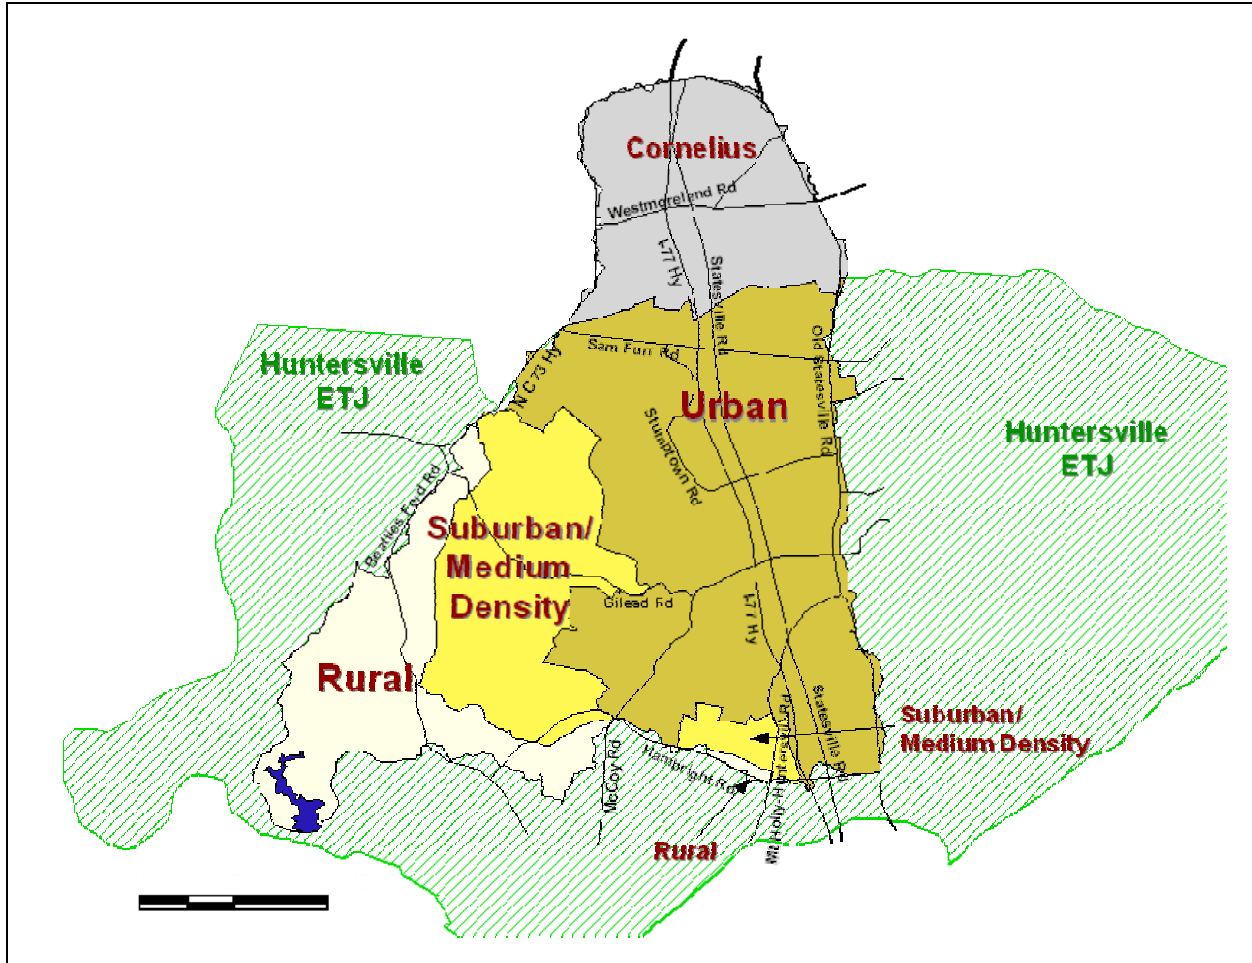 Cornelius
Westmorelend Rd
I-77 Hy
Statesville Rd
Huntersville
ETJ
N C 73 Hy
Sam Furr Rd
Old Statesville Rd
Urban
Stumptown Rd
Huntersville
ETJ
Beatties Ford Rd
Suburban/
Medium
Density
Gilead Rd
I-77 Hy
Rural
Statesville Rd
Suburban/
Medium Density
McCoy Rd
Hambright Rd
Mt Holly-Huntersvil Rd
Rural